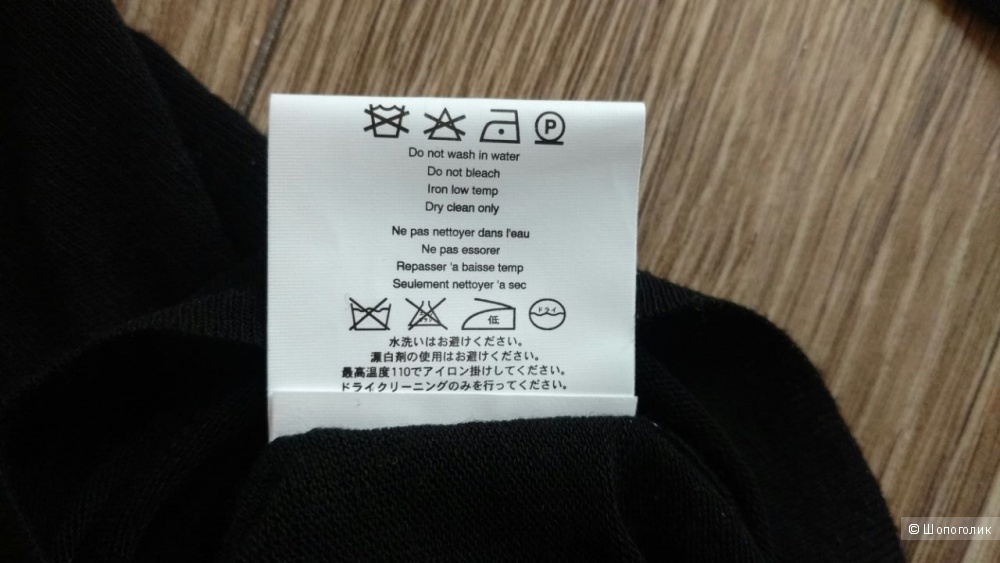 P
Do not wash in water
Do not bleach
Iron low temp
Dry clean only
Ne pas nettoyer dans l'eau
Ne pas essorer
Repasser 'a baisse temp
Seulement nettoyer 'a sec
低 ドライ
水洗いはお避けください。
漂白剤の使用はお避けください。
最高温度110でアイロン掛けしてください。
ドライクリーニングのみを行ってください。
© Шопоголик